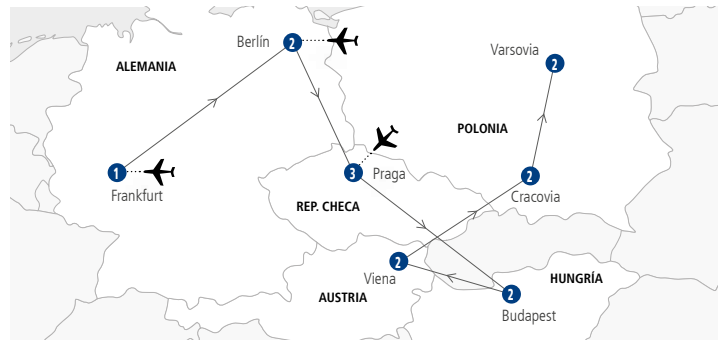 Berlín
2
Varsovia
2
ALEMANIA
POLONIA
1
Frankfurt
3
Praga
2
Cracovia
REP. CHECA
2
Viena
HUNGRÍA
AUSTRIA
2
Budapest